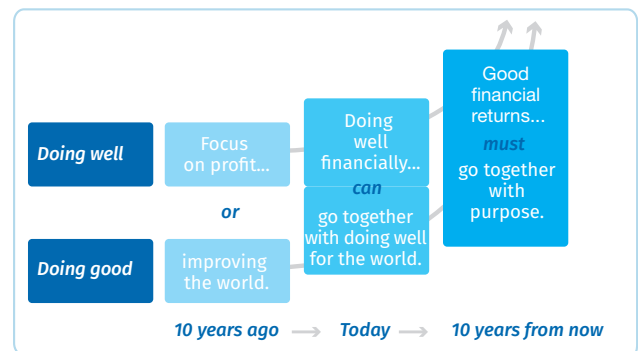 Doing well
Focus
on profit...
or
Doing good
improving
the world.
Doing
well
financially...
can
go together
with doing well
for the world.
Good
financial
returns...
must
go together
with
purpose.
10 years ago
Today
10 years from now